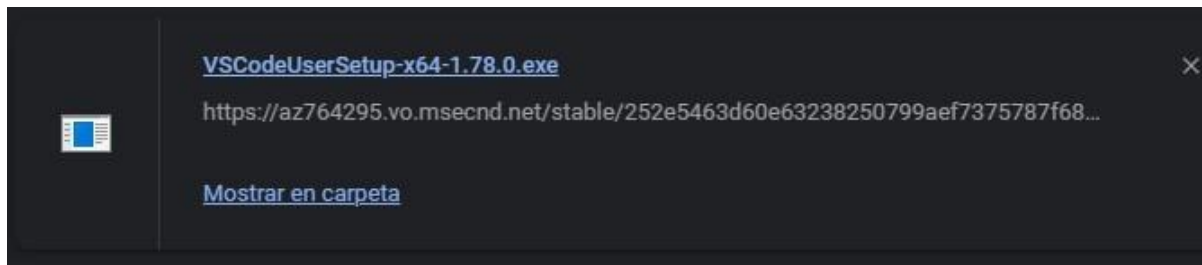 VSCodeUserSetup-x64-1.78.0.exe
https://az764295.vo.msecnd.net/stable/252e5463d60e63238250799aef7375787f68...
Mostrar en carpeta